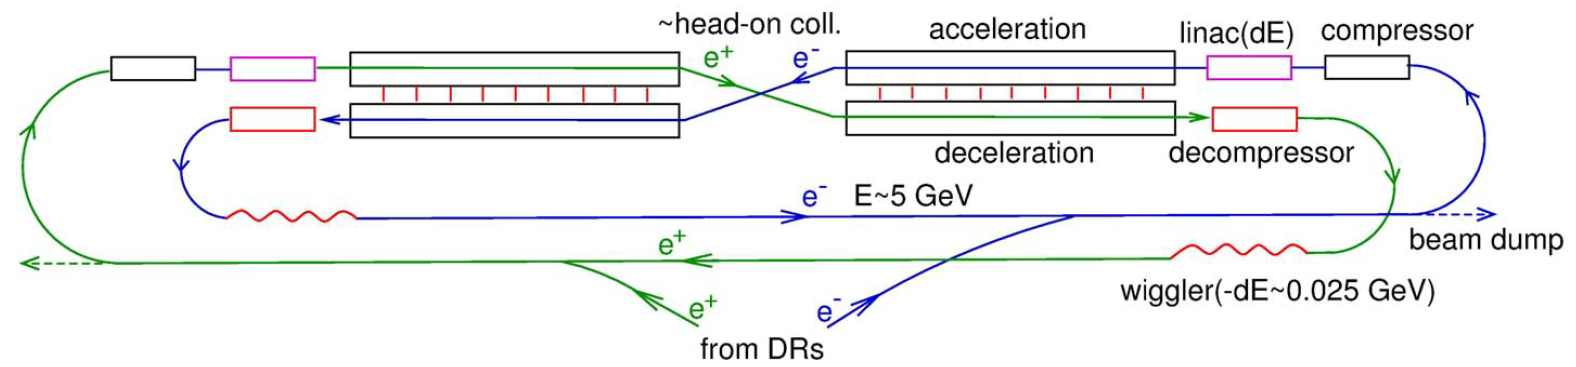 ~head-on coll.
acceleration
linac(dE)
compressor
e⁺
e⁻
deceleration
decompressor
e⁻
E~5 GeV
e⁺
beam dump
wiggler(-dE~0.025 GeV)
e⁺
e⁻
from DRs